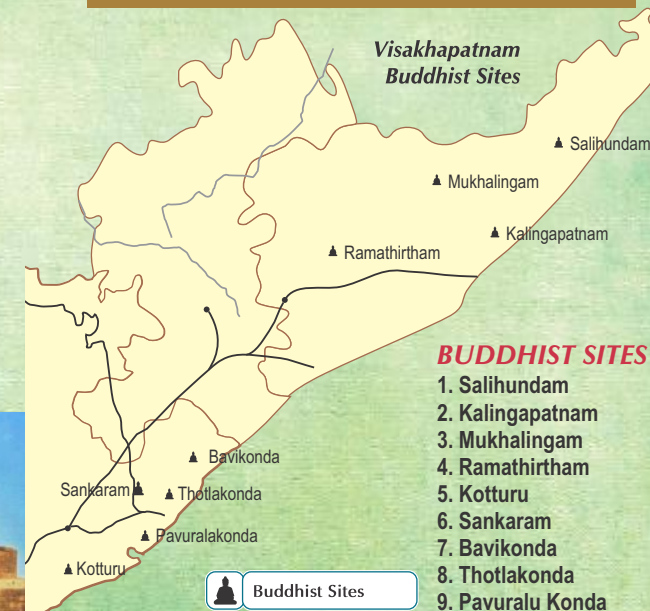 Visakhapatnam
Buddhist Sites
Salihundam
Mukhalingam
Kalingapatnam
Ramathirtham
Bavikonda
Sankaram
Thotlakonda
Pavuralakonda
Kotturu
Buddhist Sites
BUDDHIST SITES
1. Salihundam
2. Kalingapatnam
3. Mukhalingam
4. Ramathirtham
5. Kotturu
6. Sankaram
7. Bavikonda
8. Thotlakonda
9. Pavuralu Konda